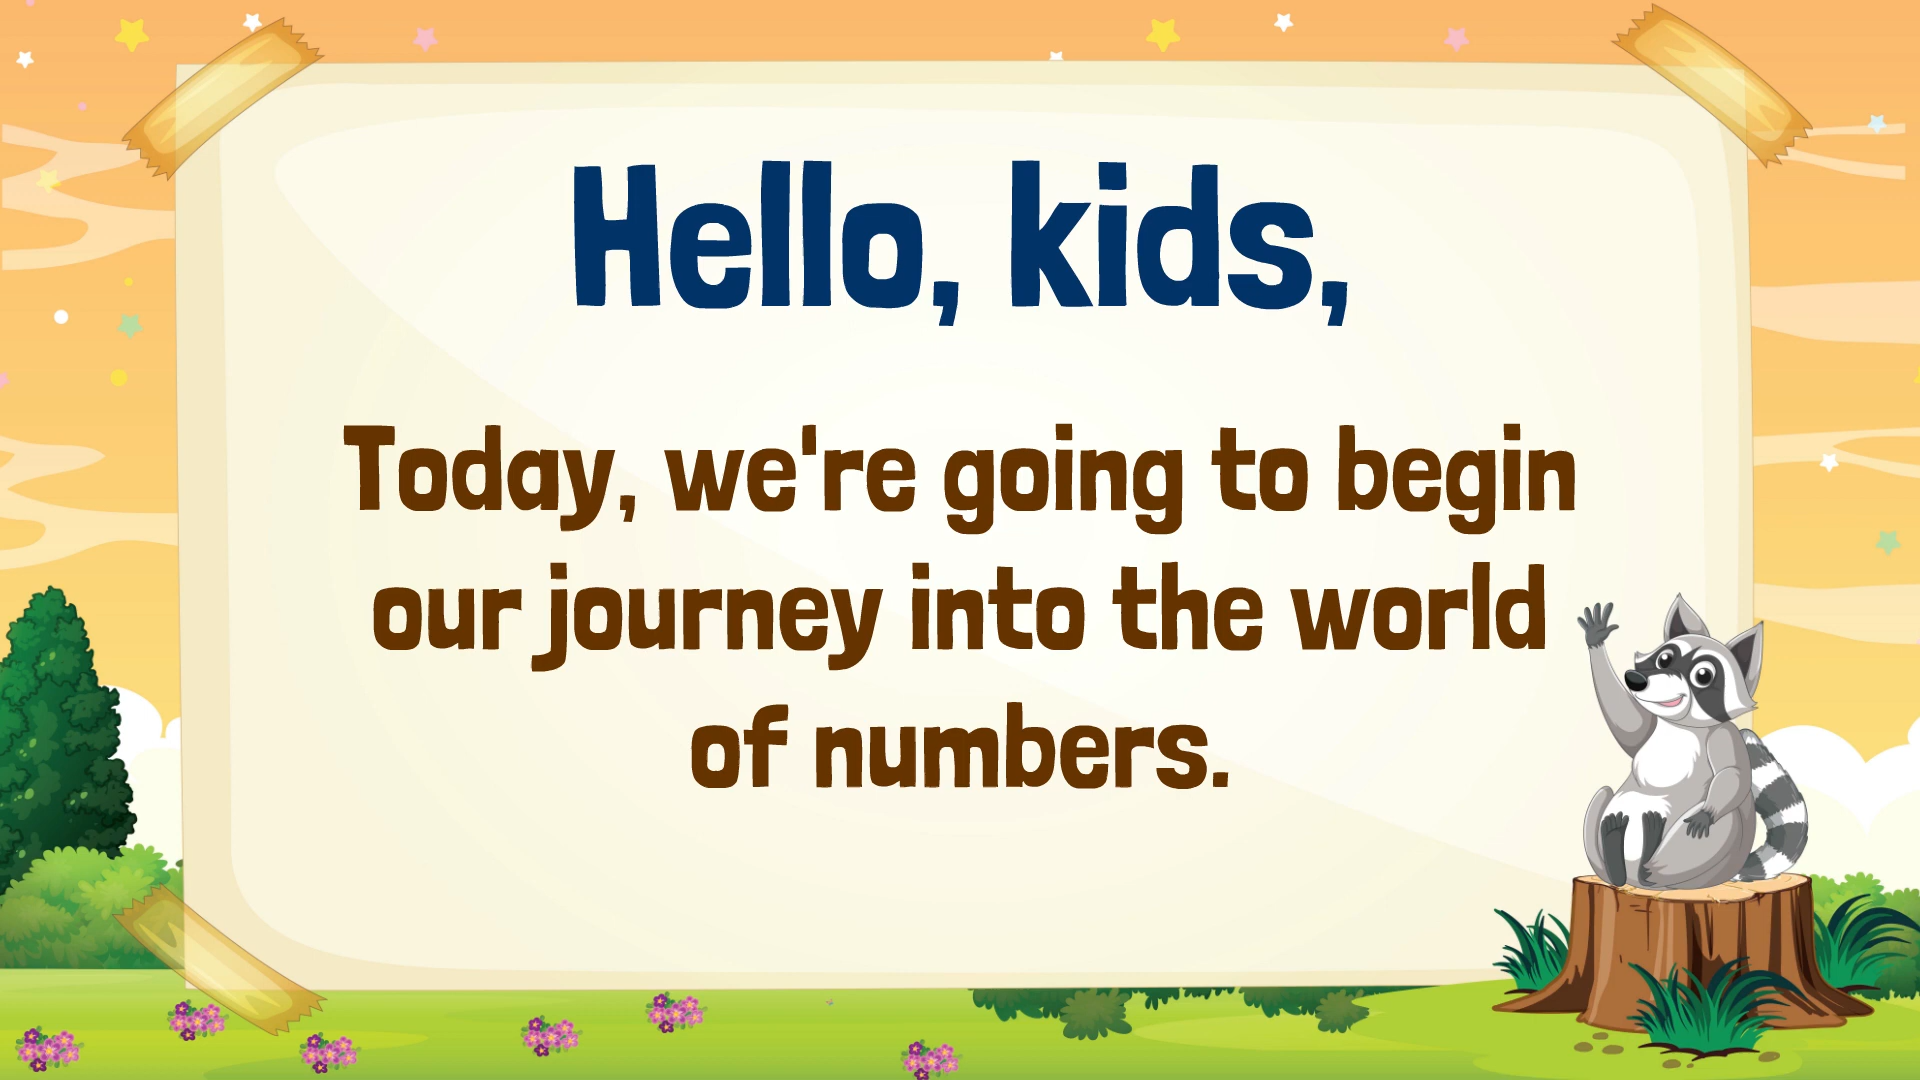 Hello, kids,
Today, we're going to begin
our journey into the world
of numbers.